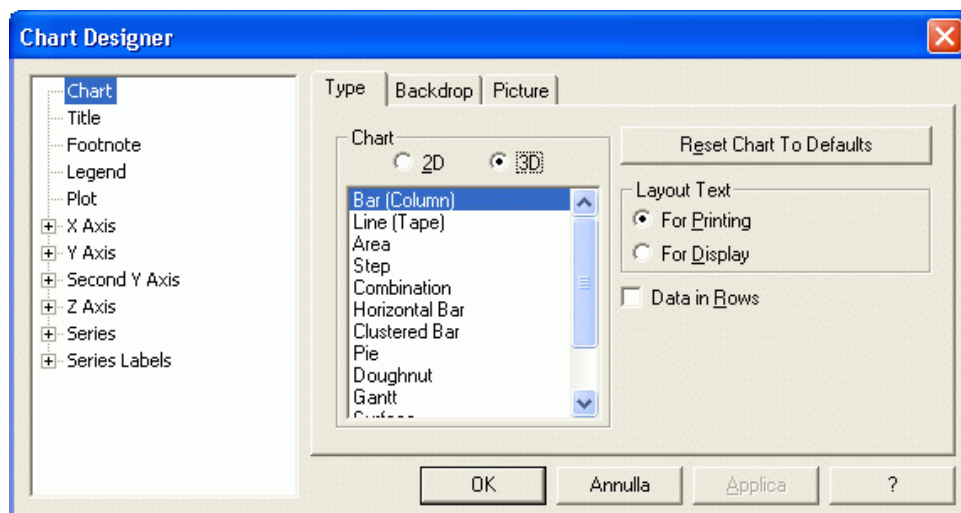 Chart Designer
Chart
Title
Footnote
Legend
Plot
X Axis
Y Axis
Second Y Axis
Z Axis
Series
Series Labels
Type
Backdrop
Picture
Chart
2D
3D
Bar (Column)
Line (Tape)
Area
Step
Combination
Horizontal Bar
Clustered Bar
Pie
Doughnut
Gantt
Reset Chart To Defaults
Layout Text
For Printing
For Display
Data in Rows
OK
Annulla
Applica
?